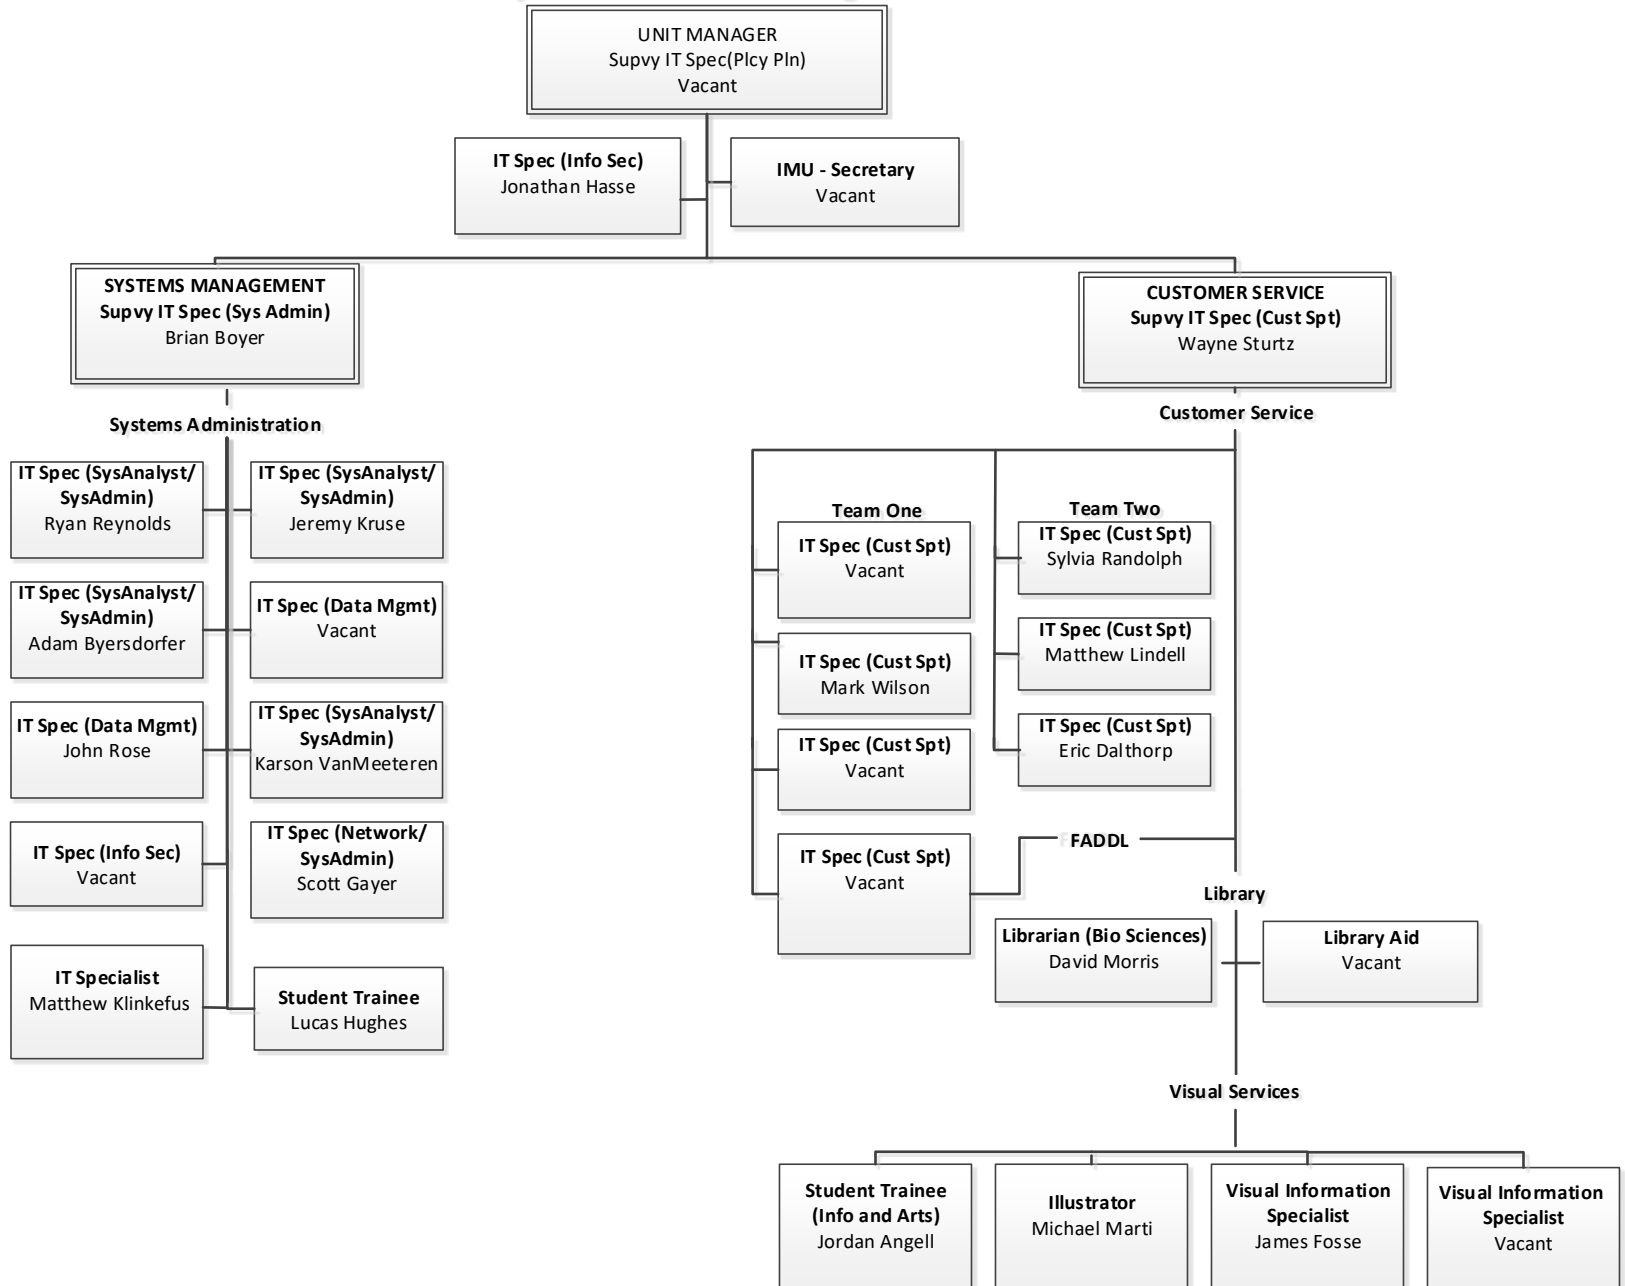 UNIT MANAGER
Supvy IT Spec(Plcy Pln)
Vacant
IT Spec (Info Sec)
Jonathan Hasse
IMU - Secretary
Vacant
SYSTEMS MANAGEMENT
Supvy IT Spec (Sys Admin)
Brian Boyer
CUSTOMER SERVICE
Supvy IT Spec (Cust Spt)
Wayne Sturtz
Systems Administration
IT Spec (SysAnalyst/
SysAdmin)
Ryan Reynolds
IT Spec (SysAnalyst/
SysAdmin)
Jeremy Kruse
IT Spec (SysAnalyst/
SysAdmin)
Adam Byersdorfer
IT Spec (Data Mgmt)
Vacant
IT Spec (Data Mgmt)
John Rose
IT Spec (SysAnalyst/
SysAdmin)
Karson VanMeeteren
IT Spec (Info Sec)
Vacant
IT Spec (Network/
SysAdmin)
Scott Gayer
IT Specialist
Matthew Klinkefus
Student Trainee
Lucas Hughes
Customer Service
Team One
IT Spec (Cust Spt)
Vacant
IT Spec (Cust Spt)
Mark Wilson
IT Spec (Cust Spt)
Vacant
IT Spec (Cust Spt)
Vacant
Team Two
IT Spec (Cust Spt)
Sylvia Randolph
IT Spec (Cust Spt)
Matthew Lindell
IT Spec (Cust Spt)
Eric Dalthorp
FADDL
Library
Librarian (Bio Sciences)
David Morris
Library Aid
Vacant
Visual Services
Student Trainee
(Info and Arts)
Jordan Angell
Illustrator
Michael Marti
Visual Information
Specialist
James Fosse
Visual Information
Specialist
Vacant